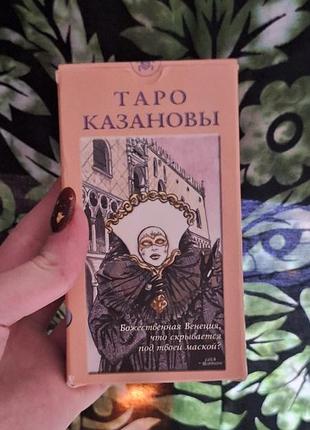 ТАРО
КАЗАНОВЫ
Божественная Венеция,
что скрывается
под твоей маской?